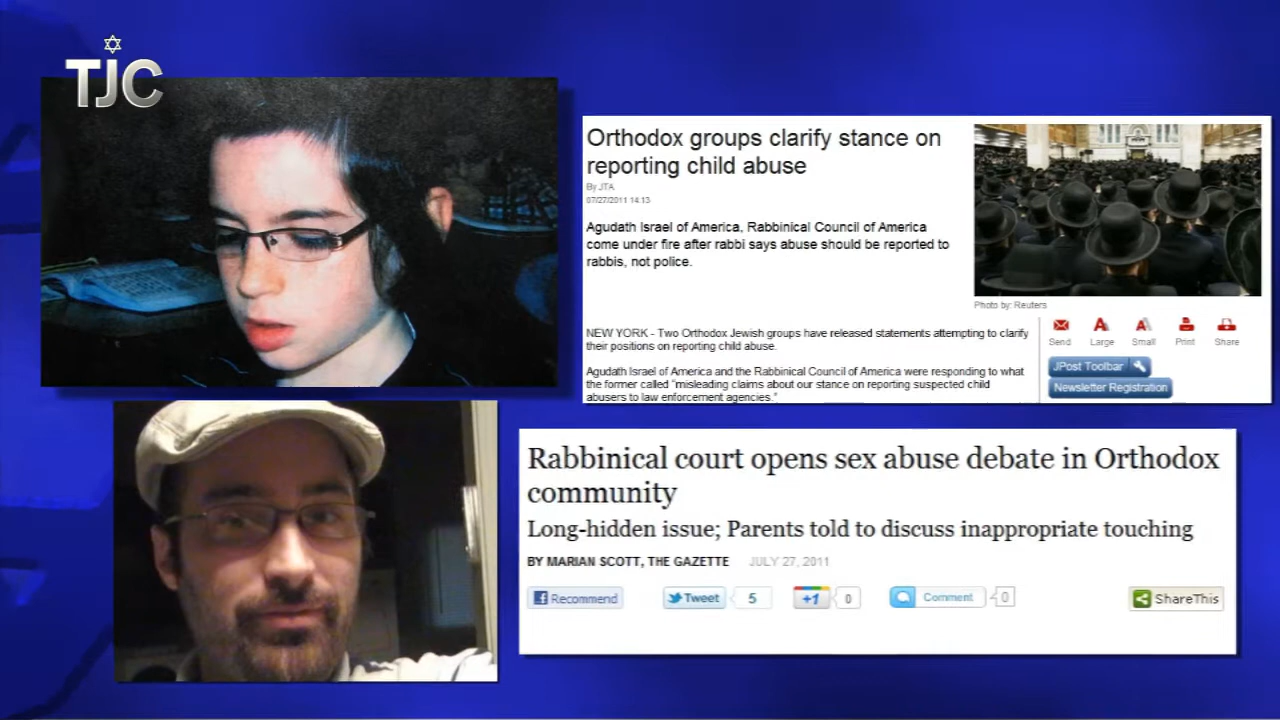 TJC
Orthodox groups clarify stance on
reporting child abuse
By JTA
07/27/2011 14:13
Agudath Israel of America, Rabbinical Council of America
come under fire after rabbi says abuse should be reported to
rabbis, not police.
Photo by: Reuters
NEW YORK - Two Orthodox Jewish groups have released statements attempting to clarify
their positions on reporting child abuse.
Agudath Israel of America and the Rabbinical Council of America were responding to what
the former called "misleading claims about our stance on reporting suspected child
abusers to law enforcement agencies."
Send
Large
Small
Print
Share
JPost Toolbar
Newsletter Registration
Rabbinical court opens sex abuse debate in Orthodox
community
Long-hidden issue; Parents told to discuss inappropriate touching
BY MARIAN SCOTT, THE GAZETTE JULY 27, 2011
Recommend
Tweet 5
+1 0
Comment 0
ShareThis